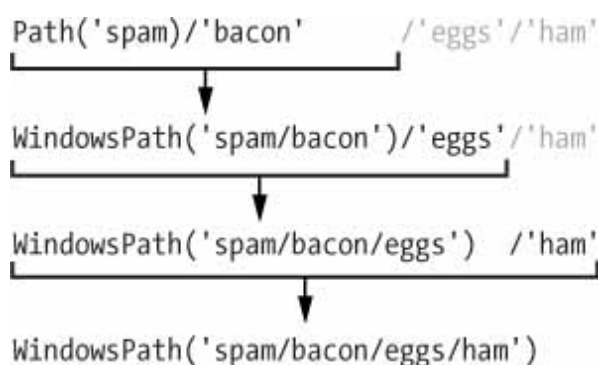 Path('spam)/'bacon' /'eggs'/'ham'
WindowsPath('spam/bacon')/'eggs'/'ham'
WindowsPath('spam/bacon/eggs') /'ham'
WindowsPath('spam/bacon/eggs/ham')